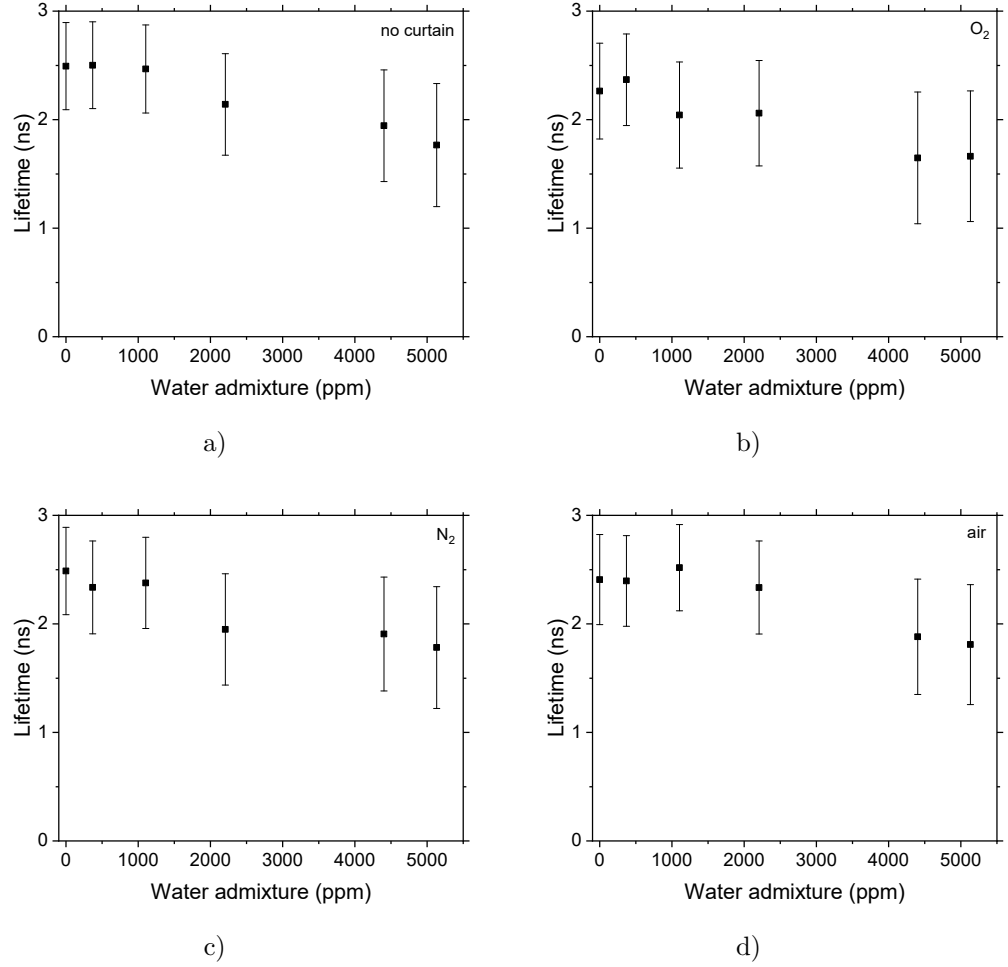 3
2
1
0
Lifetime (ns)
no curtain
0 1000 2000 3000 4000 5000
Water admixture (ppm)
a)
3
2
1
0
Lifetime (ns)
O₂
0 1000 2000 3000 4000 5000
Water admixture (ppm)
b)
3
2
1
0
Lifetime (ns)
N₂
0 1000 2000 3000 4000 5000
Water admixture (ppm)
c)
3
2
1
0
Lifetime (ns)
air
0 1000 2000 3000 4000 5000
Water admixture (ppm)
d)